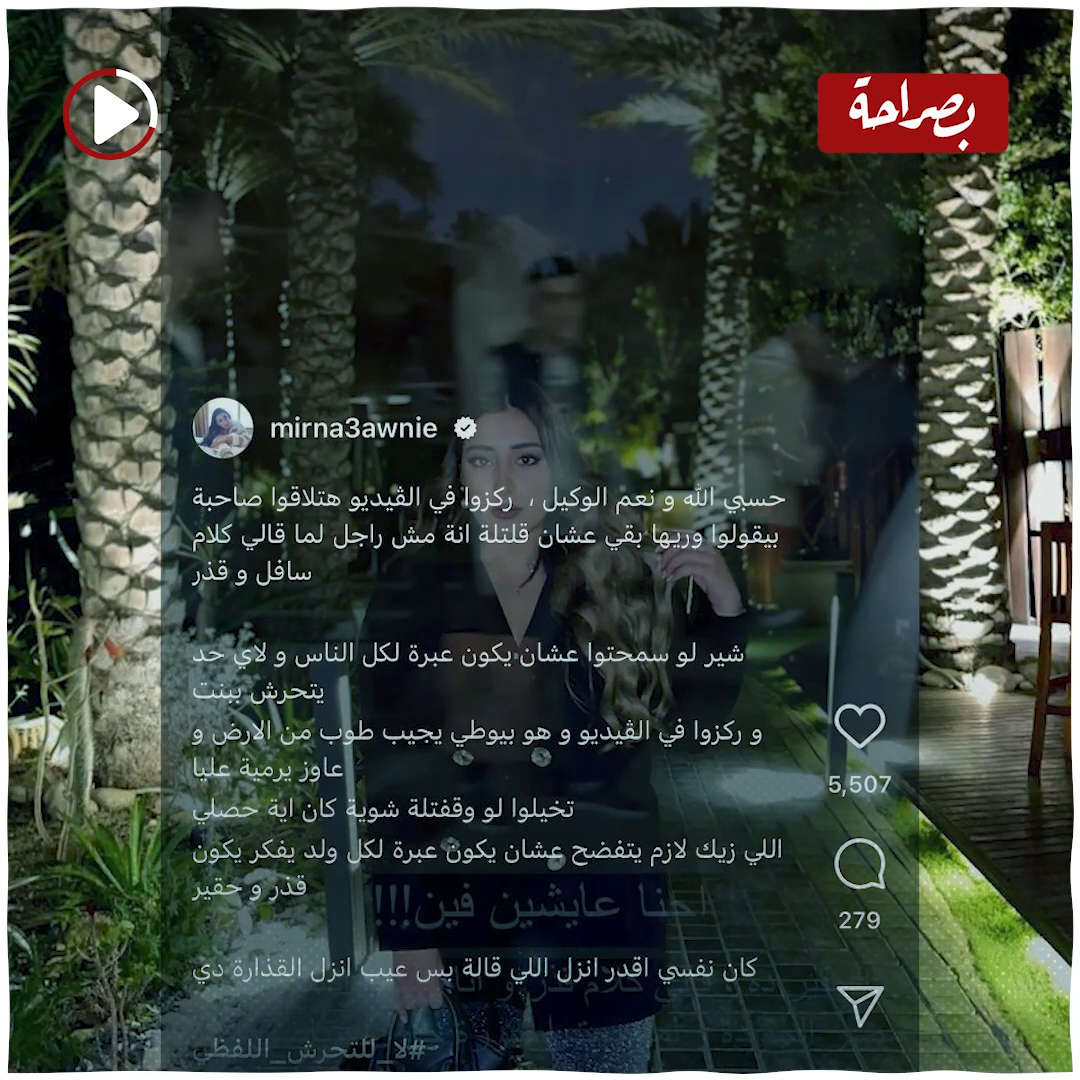 بصراحة
mirna3awnie
حسبي الله و نعم الوكيل ، ركزوا في الڤيديو هتلاقوا صاحبة
بيقولوا وريها بقي عشان قلتلة انة مش راجل لما قالي كلام
سافل و قذر
شير لو سمحتوا عشان يكون عبرة لكل الناس و لاي حد
يتحرش ببنت
و ركزوا في الڤيديو و هو بيوطي يجيب طوب من الارض و
عاوز يرمية عليا
تخيلوا لو وقفتلة شوية كان اية حصلي
اللي زيك لازم يتفضح عشان يكون عبرة لكل ولد يفكر يكون
قذر و حقير
احنا عايشين فين!!!
كان نفسي اقدر انزل اللي قالة بس عيب انزل القذارة دي
#لا_للتحرش_اللفظي
5,507
279